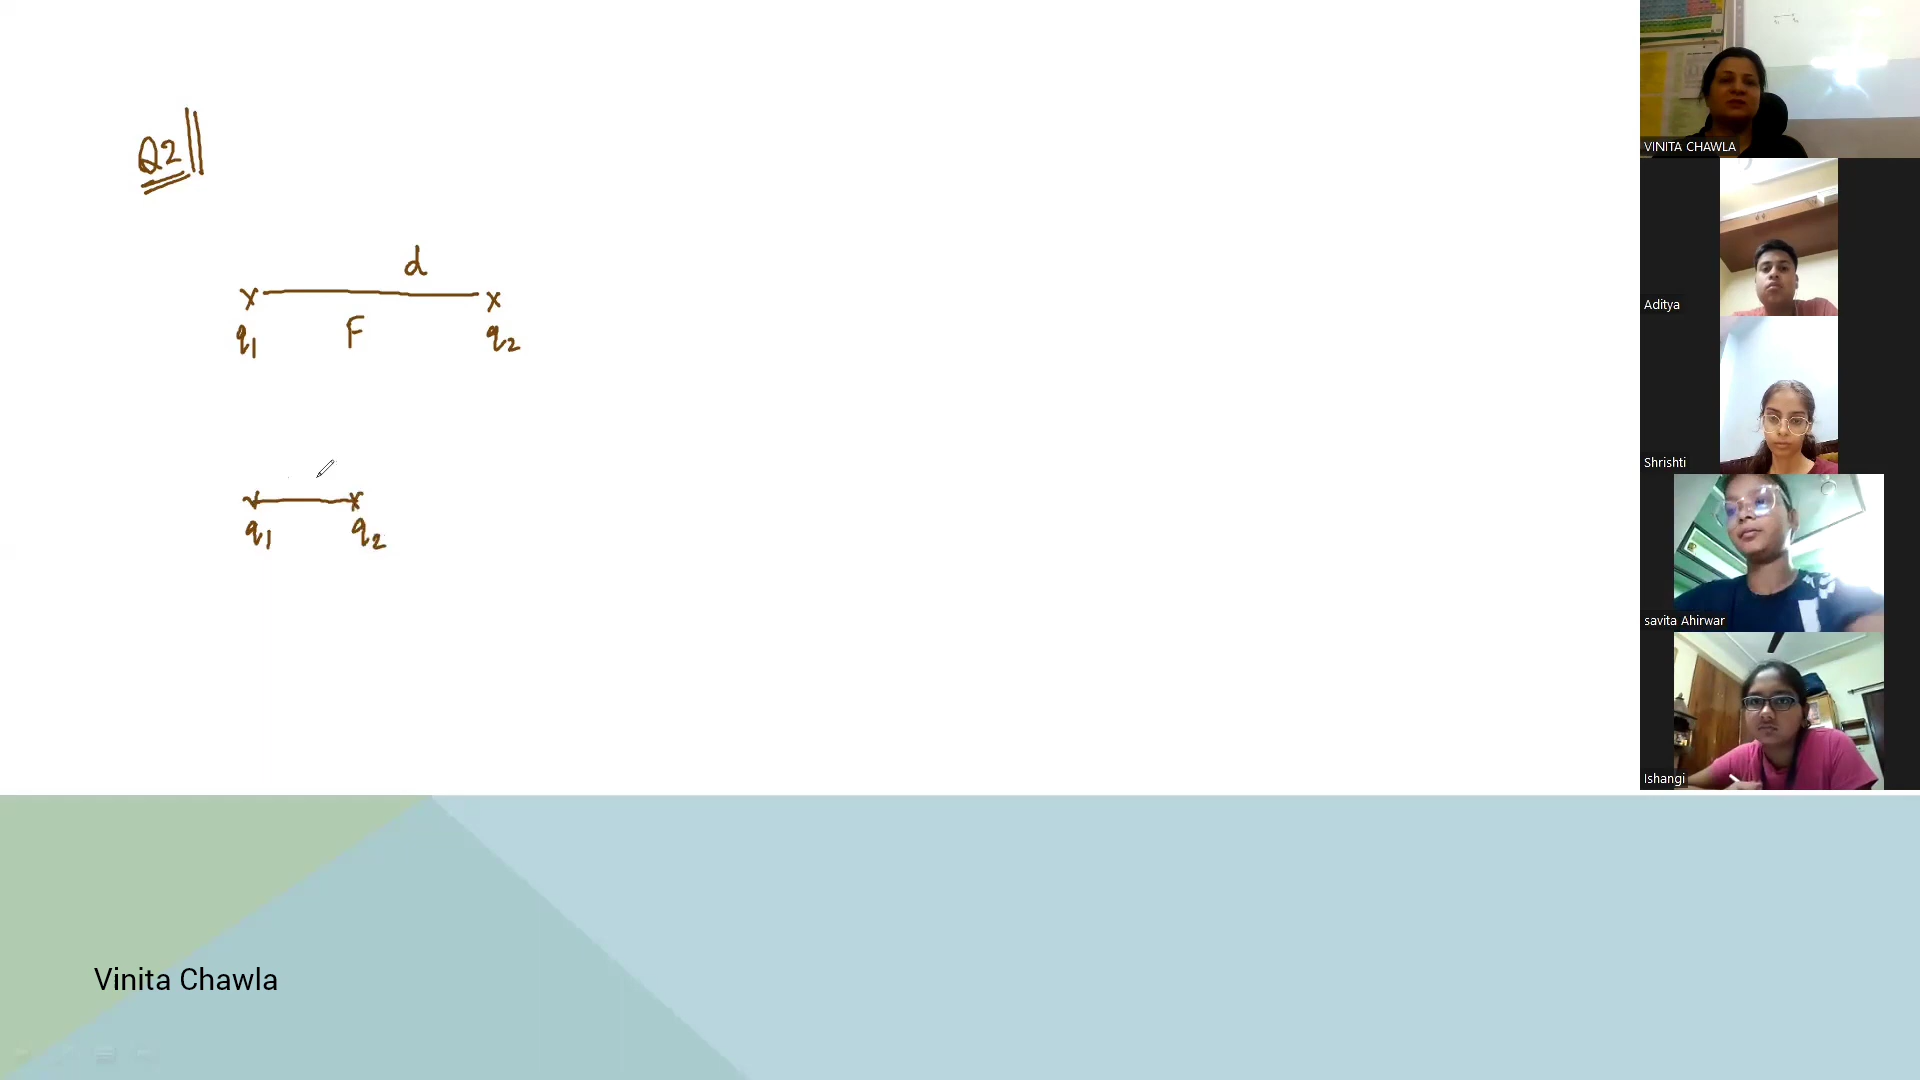 Q2
d
x x
q1 F q2
x x
q1 q2
Vinita Chawla
VINITA CHAWLA
Aditya
Shrishti
savita Ahirwar
Ishangi